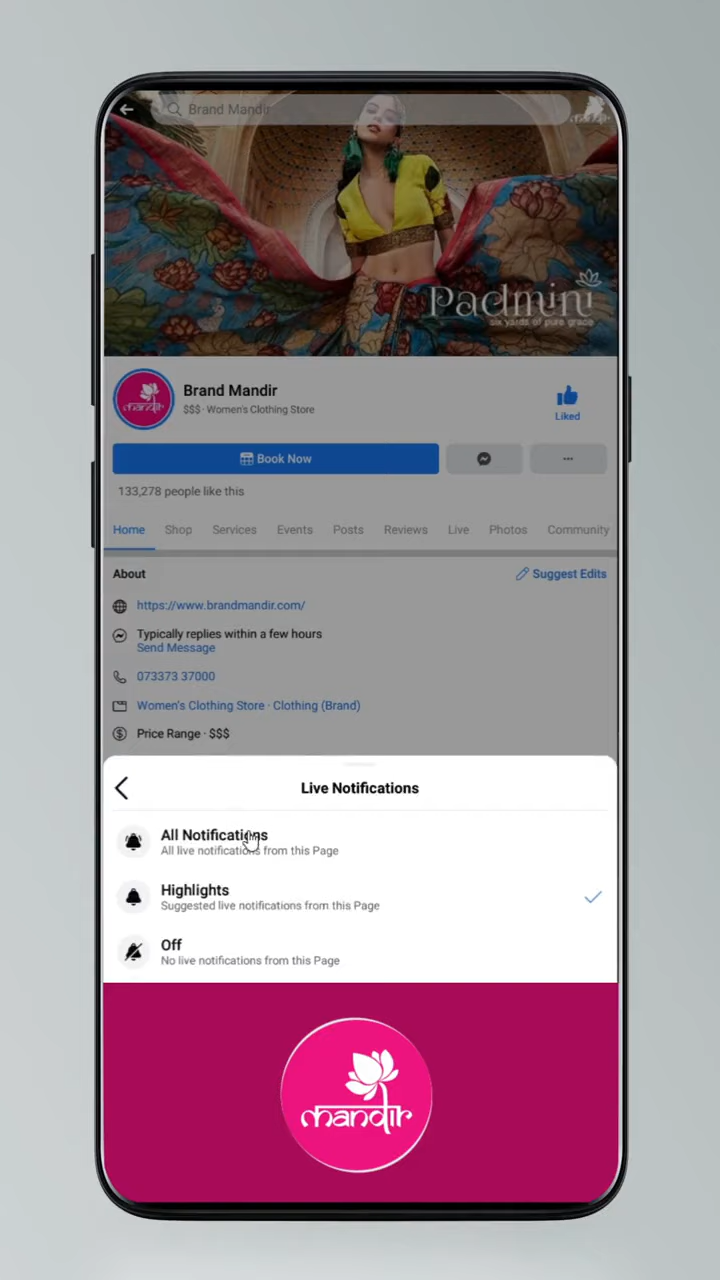 Brand Mandir
Padmini
six yards of pure grace
mandir
Brand Mandir
$$$ · Women's Clothing Store
Liked
Book Now
133,278 people like this
Home Shop Services Events Posts Reviews Live Photos Community
About
Suggest Edits
https://www.brandmandir.com/
Typically replies within a few hours
Send Message
073373 37000
Women's Clothing Store · Clothing (Brand)
Price Range · $$$
Live Notifications
All Notifications
All live notifications from this Page
Highlights
Suggested live notifications from this Page
Off
No live notifications from this Page
mandir